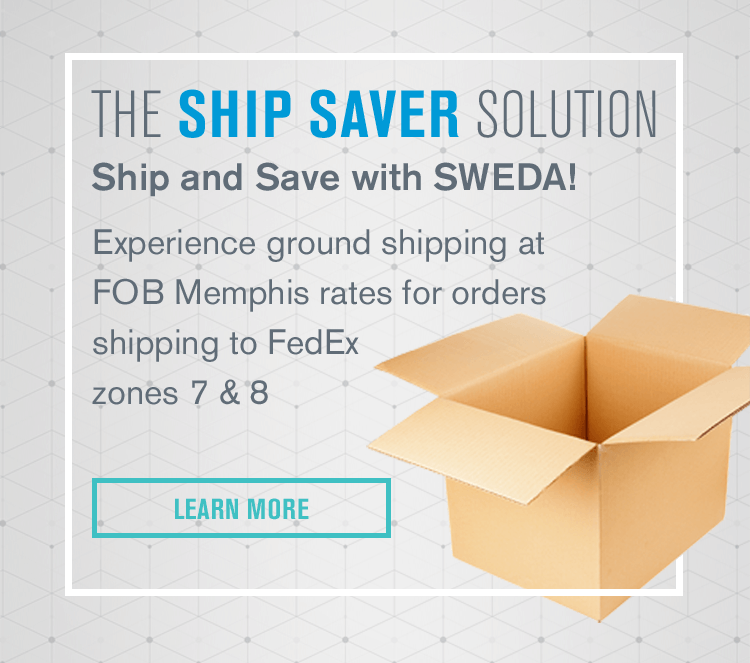 THE SHIP SAVER SOLUTION
Ship and Save with SWEDA!
Experience ground shipping at
FOB Memphis rates for orders
shipping to FedEx
zones 7 & 8
LEARN MORE